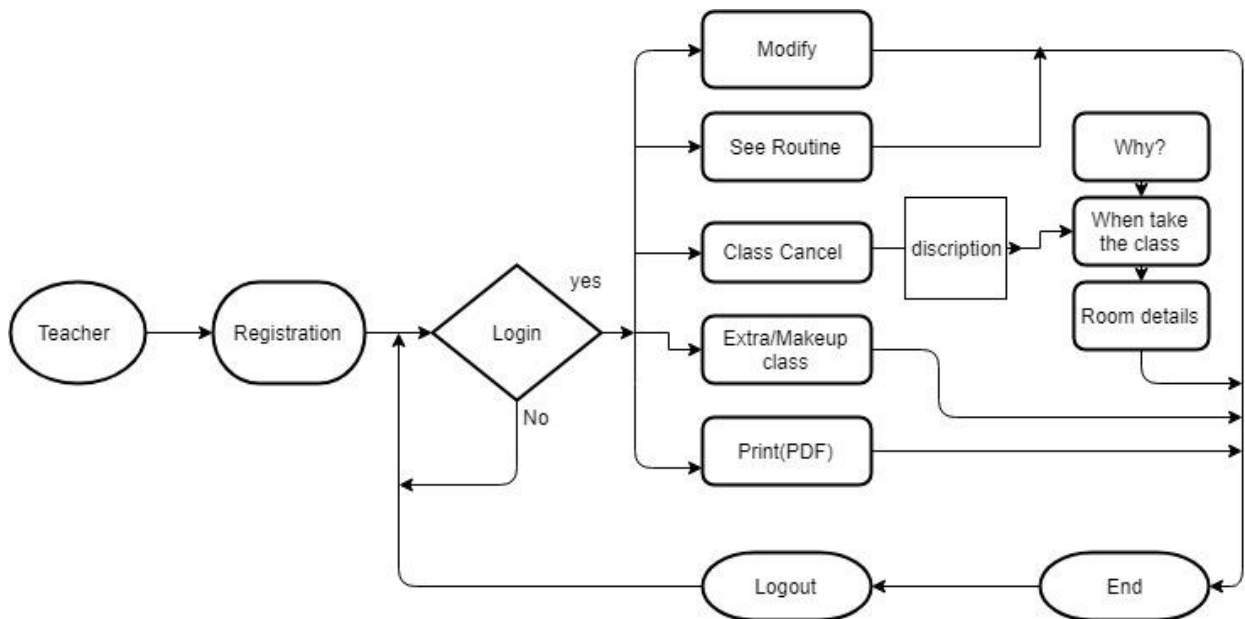 Modify
See Routine
Why?
Class Cancel
discription
When take
the class
yes
Teacher
Registration
Login
Extra/Makeup
class
Room details
No
Print(PDF)
Logout
End